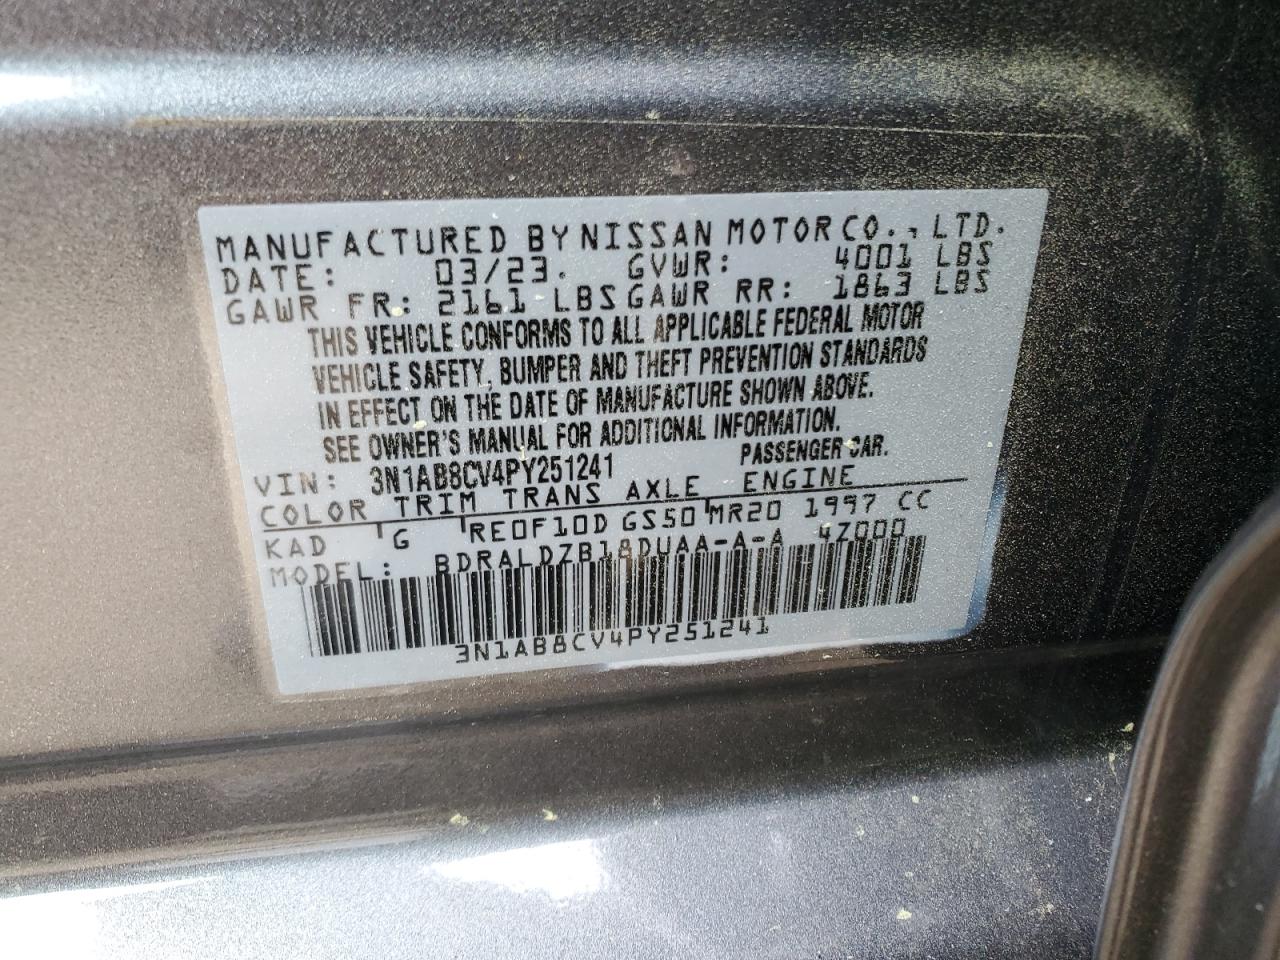 MANUFACTURED BY NISSAN MOTOR CO., LTD.
DATE: 03/23. GVWR: 4001 LBS
GAWR FR: 2161 LBS GAWR RR: 1863 LBS
THIS VEHICLE CONFORMS TO ALL APPLICABLE FEDERAL MOTOR
VEHICLE SAFETY, BUMPER AND THEFT PREVENTION STANDARDS
IN EFFECT ON THE DATE OF MANUFACTURE SHOWN ABOVE.
SEE OWNER'S MANUAL FOR ADDITIONAL INFORMATION.
VIN: 3N1AB8CV4PY251241 PASSENGER CAR.
COLOR TRIM TRANS AXLE ENGINE
KAD G RE0F10D GS50 MR20 1997 CC
MODEL: BDRALDZB18DUAA-A-A 4Z000
3N1AB8CV4PY251241